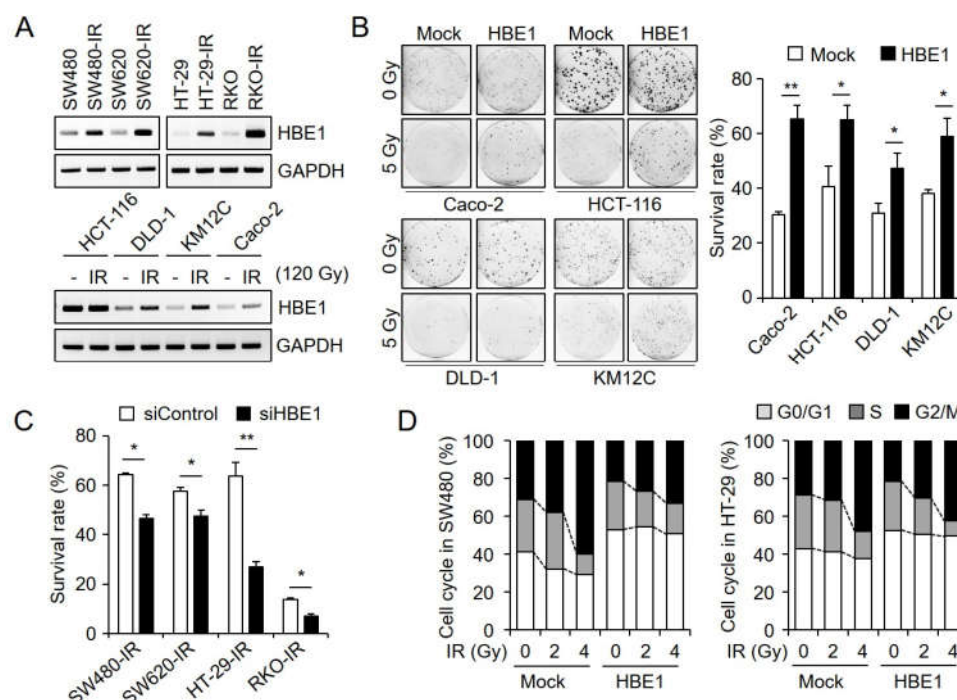 A
SW480
SW480-IR
SW620
SW620-IR
HT-29
HT-29-IR
RKO
RKO-IR
HBE1
GAPDH
HCT-116
DLD-1
KM12C
Caco-2
- IR - IR - IR - IR (120 Gy)
HBE1
GAPDH
B
Mock HBE1 Mock HBE1
0 Gy
5 Gy
Caco-2 HCT-116
0 Gy
5 Gy
DLD-1 KM12C
Mock HBE1
Survival rate (%)
80
60
40
20
0
** * * *
Caco-2
HCT-116
DLD-1
KM12C
C
siControl siHBE1
Survival rate (%)
80
60
40
20
0
* * ** *
SW480-IR
SW620-IR
HT-29-IR
RKO-IR
D
G0/G1 S G2/M
Cell cycle in SW480 (%)
100
80
60
40
20
0
IR (Gy) 0 2 4 0 2 4
Mock HBE1
Cell cycle in HT-29 (%)
100
80
60
40
20
0
IR (Gy) 0 2 4 0 2 4
Mock HBE1